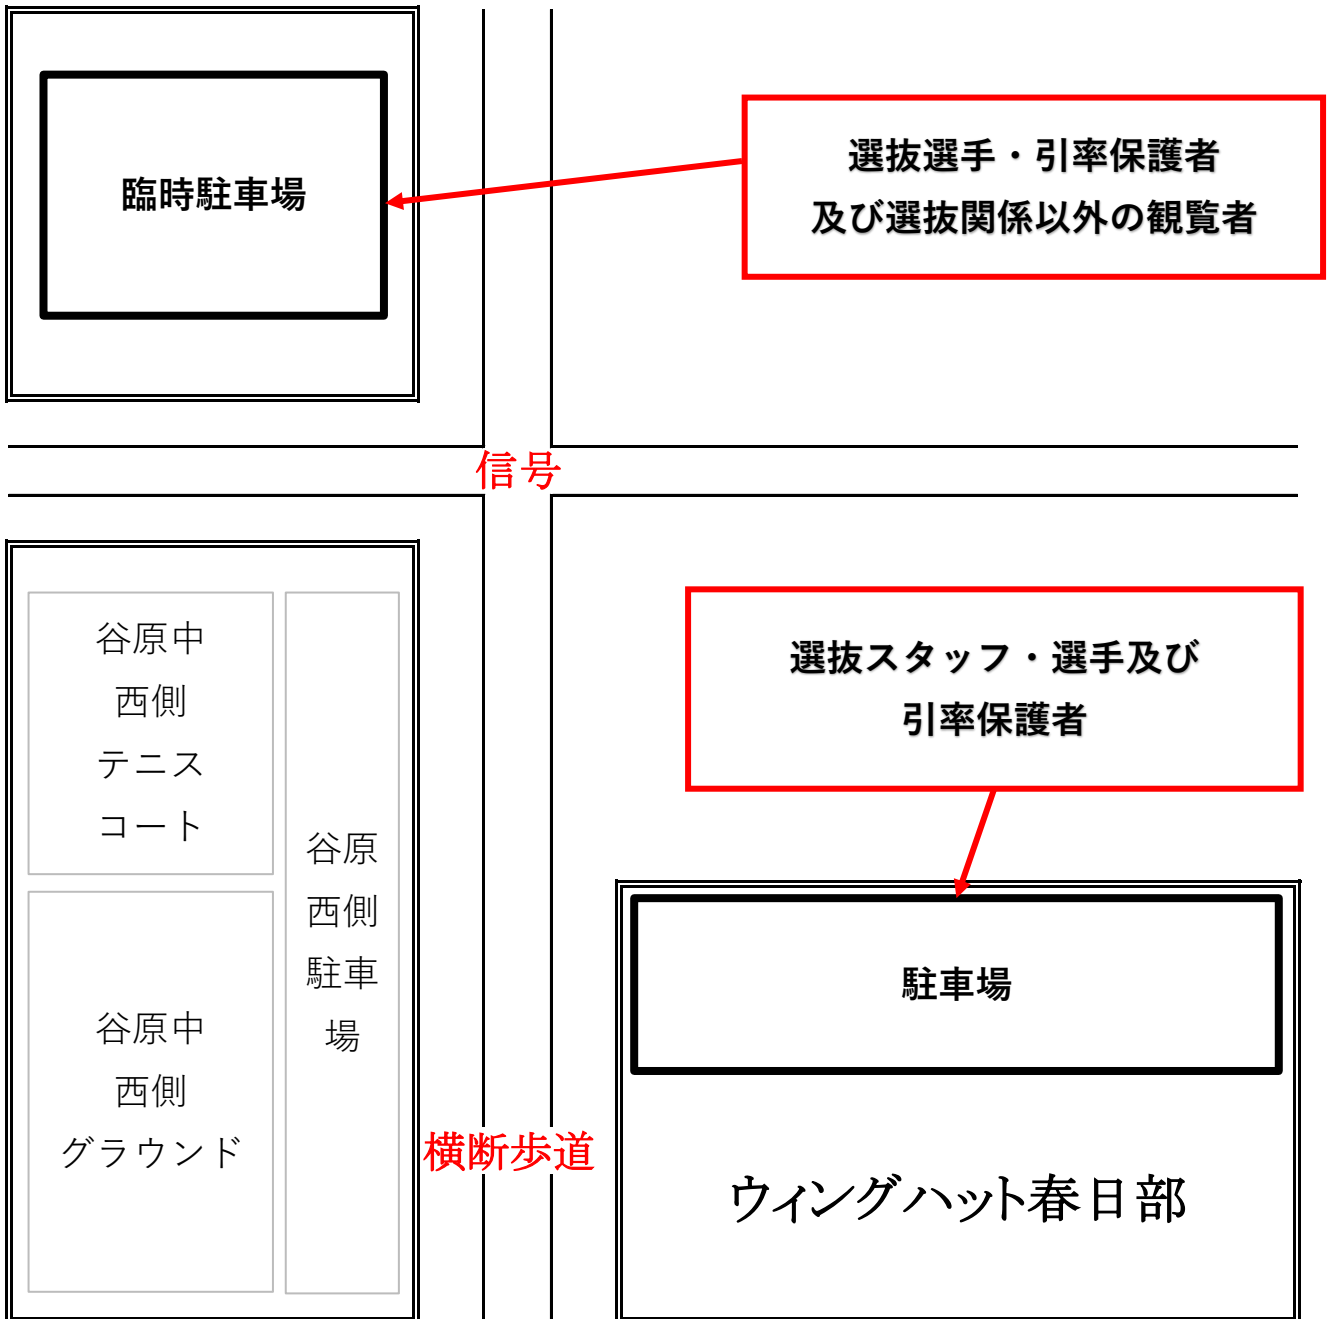 臨時駐車場
選抜選手・引率保護者
及び選抜関係以外の観覧者
信号
谷原中
西側
テニス
コート
谷原
西側
駐車
場
谷原中
西側
グラウンド
選抜スタッフ・選手及び
引率保護者
駐車場
横断歩道
ウィングハット春日部